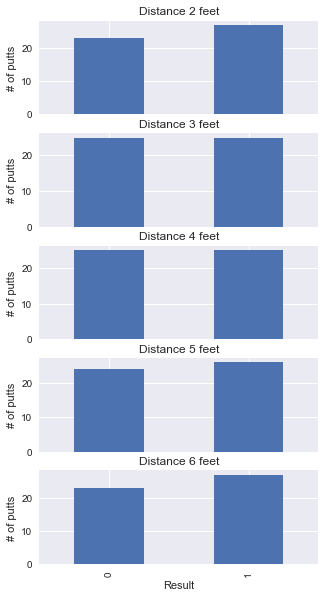 Distance 2 feet
20
10
0
# of putts
Distance 3 feet
20
10
0
# of putts
Distance 4 feet
20
10
0
# of putts
Distance 5 feet
20
10
0
# of putts
Distance 6 feet
20
10
0
# of putts
0
1
Result